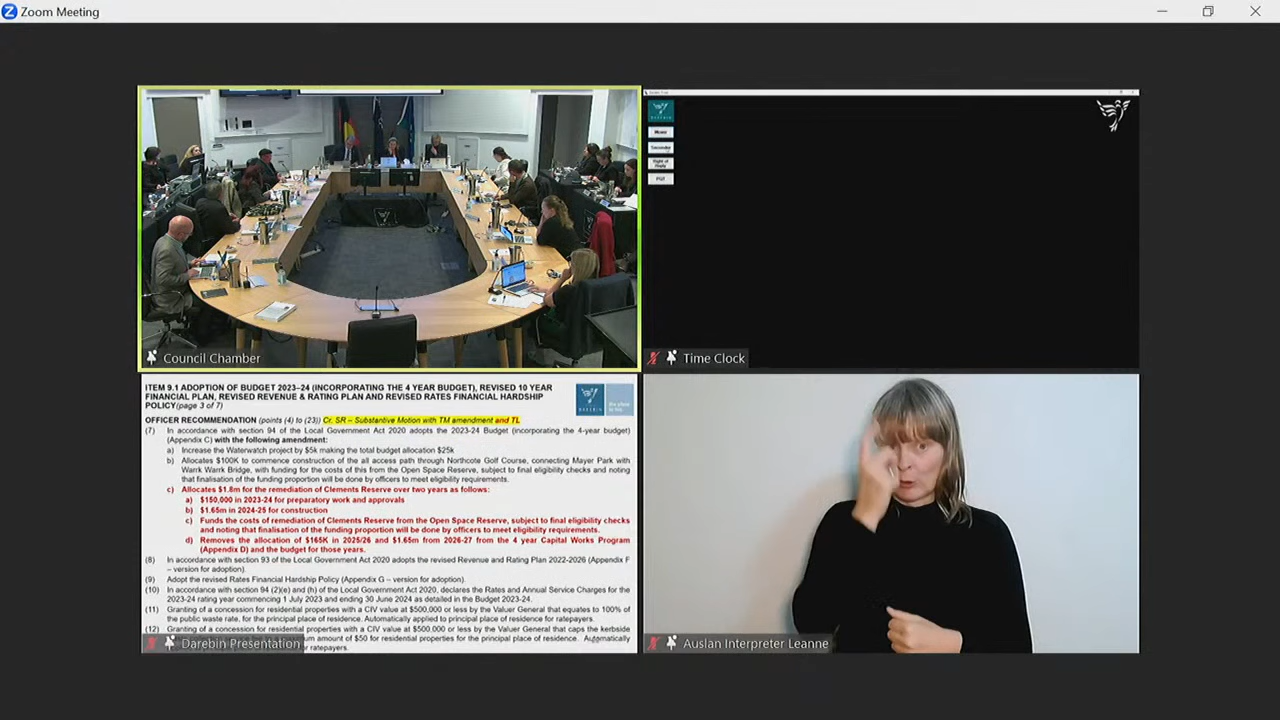 Zoom Meeting
Council Chamber
Time Clock
ITEM 9.1 ADOPTION OF BUDGET 2023–24 (INCORPORATING THE 4 YEAR BUDGET), REVISED 10 YEAR
FINANCIAL PLAN, REVISED REVENUE & RATING PLAN AND REVISED RATES FINANCIAL HARDSHIP
POLICY(page 3 of 7)
DAREBIN
OFFICER RECOMMENDATION (points (4) to (23)) Cr. SR – Substantive Motion with TM amendment and TL
(7) In accordance with section 94 of the Local Government Act 2020 adopts the 2023-24 Budget (incorporating the 4-year budget)
(Appendix C) with the following amendment:
a) Increase the Waterwatch project by $5k making the total budget allocation $25k
b) Allocates $100K to commence construction of the all access path through Northcote Golf Course, connecting Mayer Park with
Warrk Warrk Bridge, with funding for the costs of this from the Open Space Reserve, subject to final eligibility checks and noting
that finalisation of the funding proportion will be done by officers to meet eligibility requirements.
c) Allocates $1.8m for the remediation of Clements Reserve over two years as follows:
a) $150,000 in 2023-24 for preparatory work and approvals
b) $1.65m in 2024-25 for construction
c) Funds the costs of remediation of Clements Reserve from the Open Space Reserve, subject to final eligibility checks
and noting that finalisation of the funding proportion will be done by officers to meet eligibility requirements.
d) Removes the allocation of $165K in 2025/26 and $1.65m from 2026-27 from the 4 year Capital Works Program
(Appendix D) and the budget for those years.
(8) In accordance with section 93 of the Local Government Act 2020 adopts the revised Revenue and Rating Plan 2022-2026 (Appendix F
– version for adoption).
(9) Adopt the revised Rates Financial Hardship Policy (Appendix G – version for adoption).
(10) In accordance with section 94 (2)(e) and (h) of the Local Government Act 2020, declares the Rates and Annual Service Charges for the
2023-24 rating year commencing 1 July 2023 and ending 30 June 2024 as detailed in the Budget 2023-24.
(11) Granting of a concession for residential properties with a CIV value at $500,000 or less by the Valuer General that equates to 100% of
the public waste rate, for the principal place of residence. Automatically applied to principal place of residence for ratepayers.
(12) Granting of a concession for residential properties with a CIV value at $500,000 or less by the Valuer General that caps the kerbside
amount of $50 for residential properties for the principal place of residence. Automatically
ratepayers.
Darebin Presentation
Auslan Interpreter Leanne